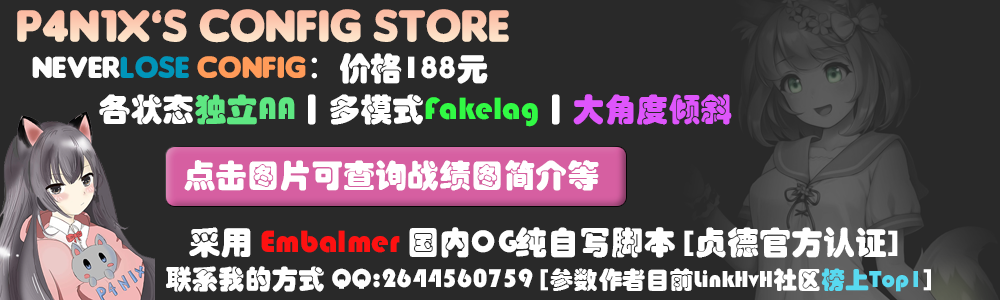 P4N1X'S CONFIG STORE
NEVERLOSE CONFIG：价格188元
各状态独立AA | 多模式Fakelag | 大角度倾斜
点击图片可查询战绩图简介等
采用 Embalmer 国内OG纯自写脚本 [贞德官方认证]
联系我的方式 QQ:2644560759 [参数作者目前LinkHvH社区榜上Top1]
P4N1X